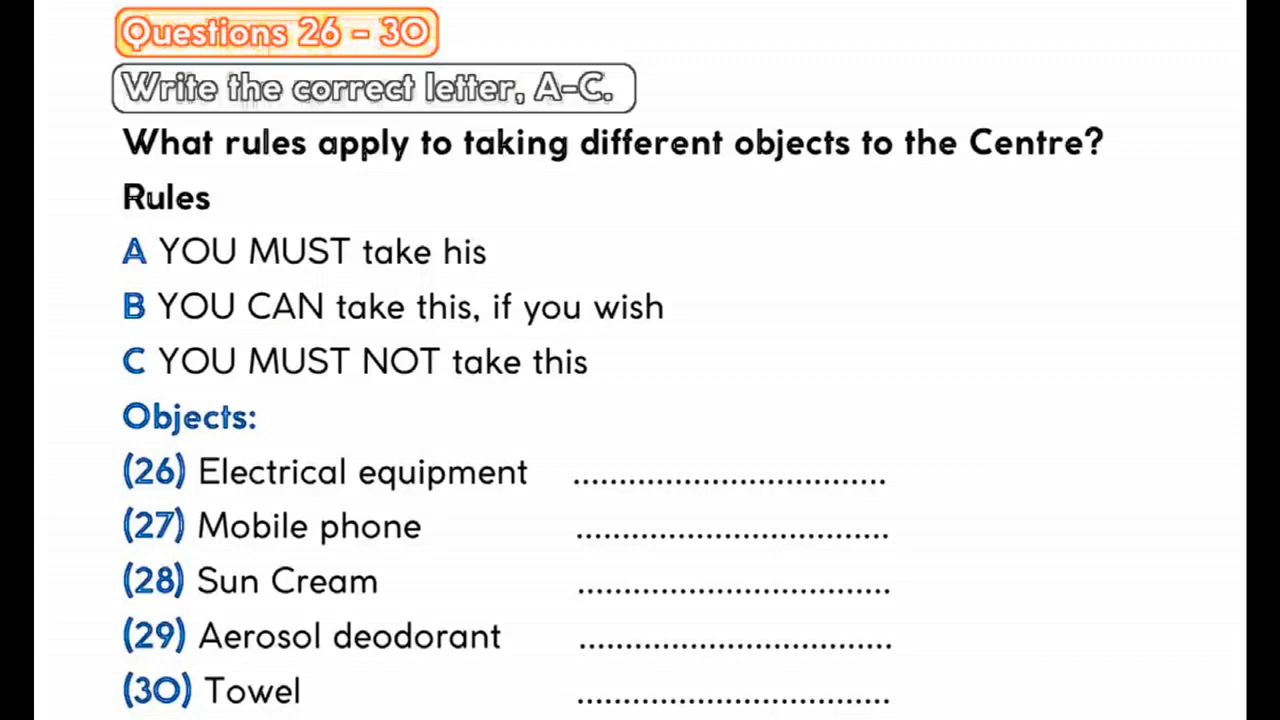 Questions 26 - 30
Write the correct letter, A-C.
What rules apply to taking different objects to the Centre?
Rules
A YOU MUST take his
B YOU CAN take this, if you wish
C YOU MUST NOT take this
Objects:
(26) Electrical equipment ..................................
(27) Mobile phone ..................................
(28) Sun Cream ..................................
(29) Aerosol deodorant ..................................
(30) Towel ..................................